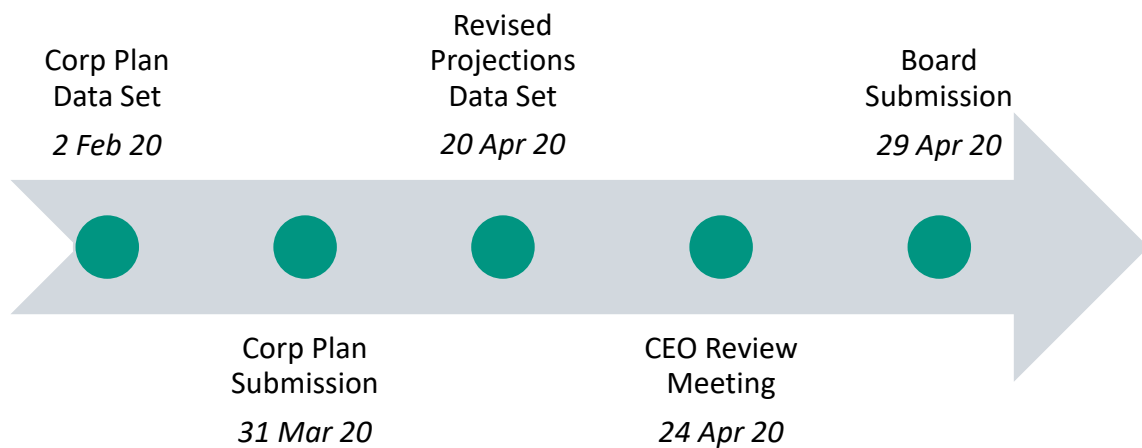 Corp Plan
Data Set
2 Feb 20
Corp Plan
Submission
31 Mar 20
Revised
Projections
Data Set
20 Apr 20
CEO Review
Meeting
24 Apr 20
Board
Submission
29 Apr 20